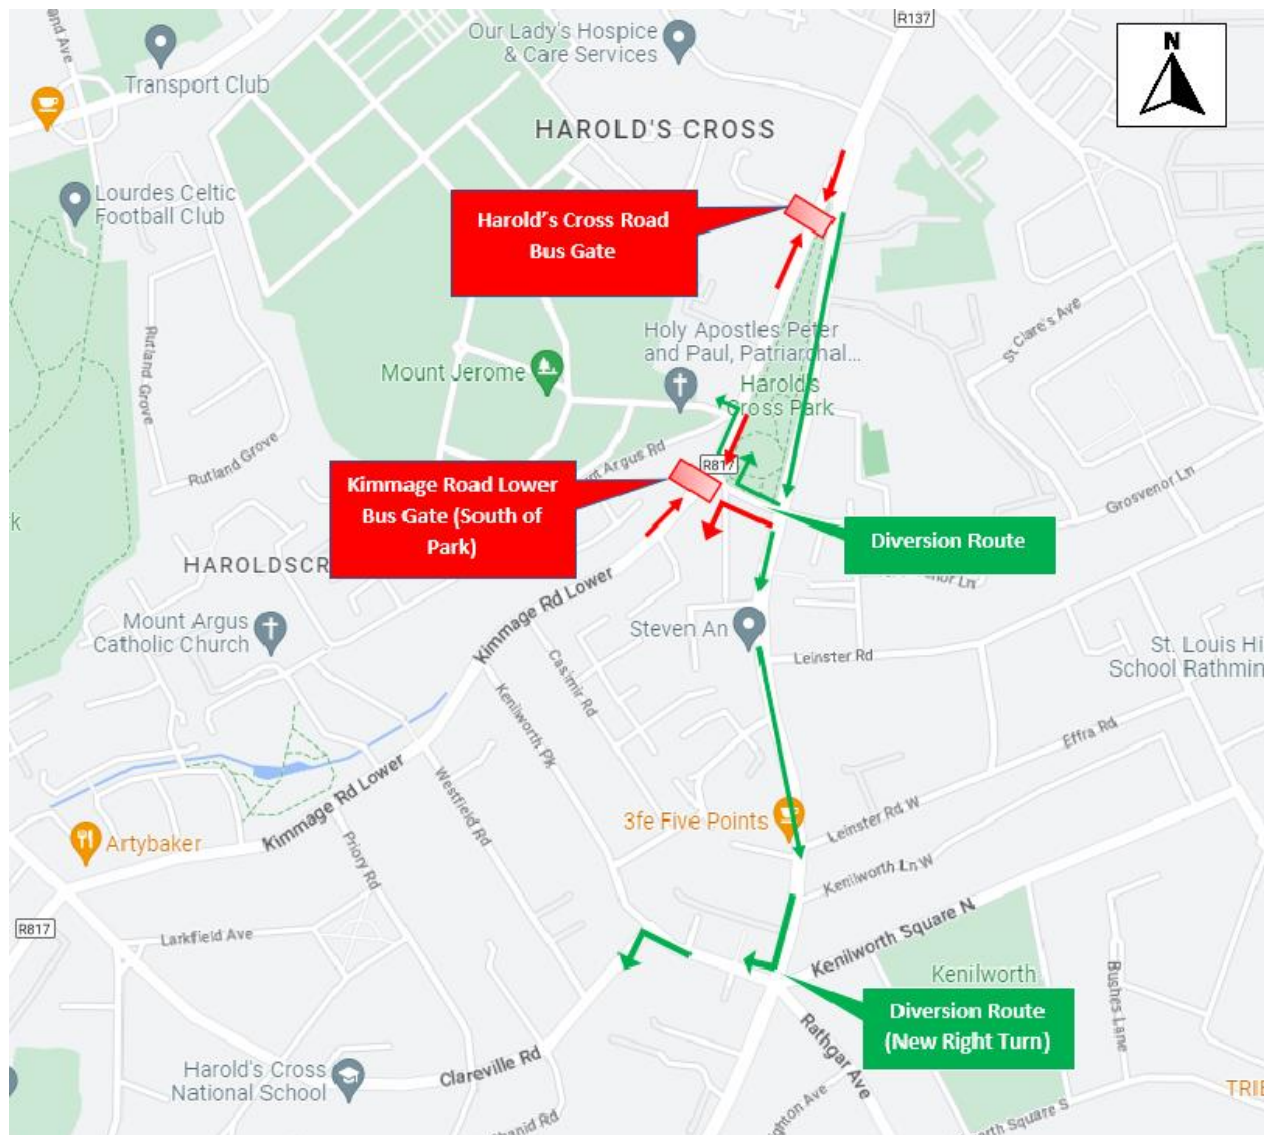 R137
Our Lady's Hospice
& Care Services
N
Transport Club
HAROLD'S CROSS
Lourdes Celtic
Football Club
Harold's Cross Road
Bus Gate
St Clare's Ave
Rutland Grove
Holy Apostles Peter
and Paul, Patriarchal...
Mount Jerome
Harold's
Cross Park
Rutland Grove
Argus Rd
R817
Grosvenor Ln
Kimmage Road Lower
Bus Gate (South of
Park)
Diversion Route
HAROLDSCR
Kimmage Rd Lower
Mount Argus
Catholic Church
Steven An
Leinster Rd
St. Louis Hi
School Rathmin
Casimir Rd
Kenilworth Pk
Effra Rd
Kimmage Rd Lower
Westfield Rd
3fe Five Points
Leinster Rd W
Artybaker
Priory Rd
Kenilworth Ln W
R817
Larkfield Ave
Kenilworth Square N
Kenilworth
Bushes Lane
Diversion Route
(New Right Turn)
Rathgar Ave
Clareville Rd
Harold's Cross
National School
TRIB